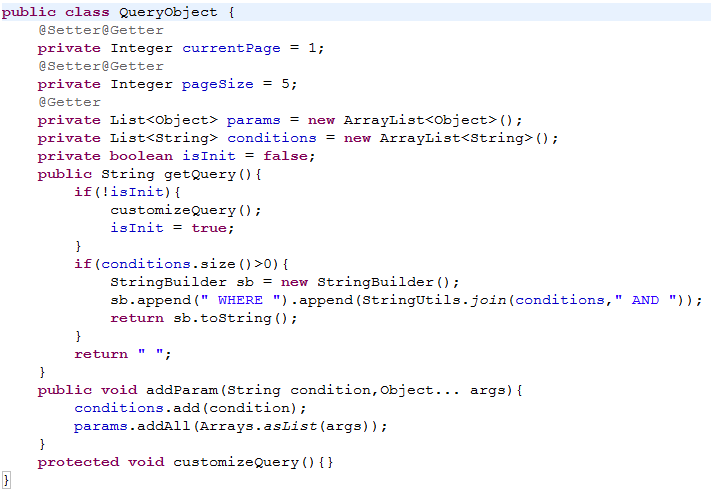 public class QueryObject {
    @Setter@Getter
    private Integer currentPage = 1;
    @Setter@Getter
    private Integer pageSize = 5;
    @Getter
    private List<Object> params = new ArrayList<Object>();
    private List<String> conditions = new ArrayList<String>();
    private boolean isInit = false;
    public String getQuery(){
        if(!isInit){
            customizeQuery();
            isInit = true;
        }
        if(conditions.size()>0){
            StringBuilder sb = new StringBuilder();
            sb.append(" WHERE ").append(StringUtils.join(conditions," AND "));
            return sb.toString();
        }
        return " ";
    }
    public void addParam(String condition,Object... args){
        conditions.add(condition);
        params.addAll(Arrays.asList(args));
    }
    protected void customizeQuery(){}
}